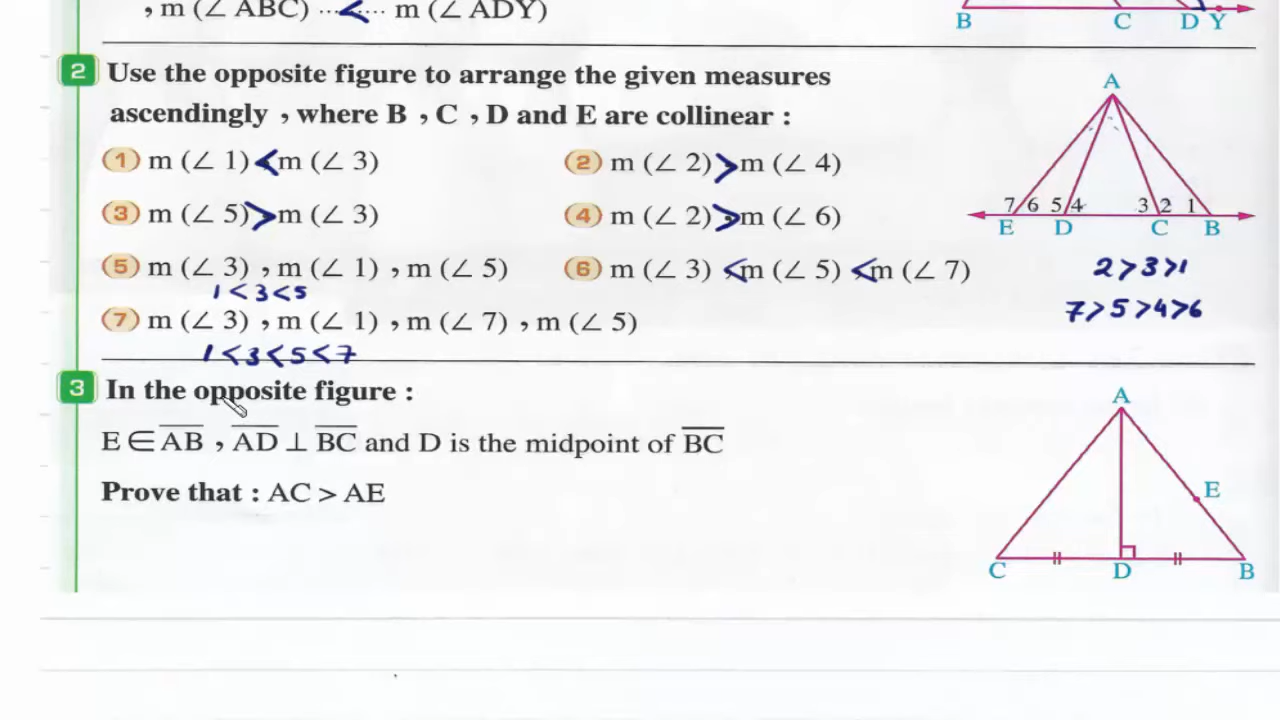 , m (∠ ABC) ...<... m (∠ ADY)
B C D Y
2 Use the opposite figure to arrange the given measures
ascendingly , where B , C , D and E are collinear :
(1) m (∠ 1) < m (∠ 3) (2) m (∠ 2) > m (∠ 4)
(3) m (∠ 5) > m (∠ 3) (4) m (∠ 2) > m (∠ 6)
(5) m (∠ 3) , m (∠ 1) , m (∠ 5) (6) m (∠ 3) < m (∠ 5) < m (∠ 7)
1 < 3 < 5
(7) m (∠ 3) , m (∠ 1) , m (∠ 7) , m (∠ 5)
1 < 3 < 5 < 7
A
7 6 5 4 3 2 1
E D C B
2 > 3 > 1
7 > 5 > 4 > 6
3 In the opposite figure :
E ∈ A̅B̅ , A̅D̅ ⊥ B̅C̅ and D is the midpoint of B̅C̅
Prove that : AC > AE
A
E
C D B